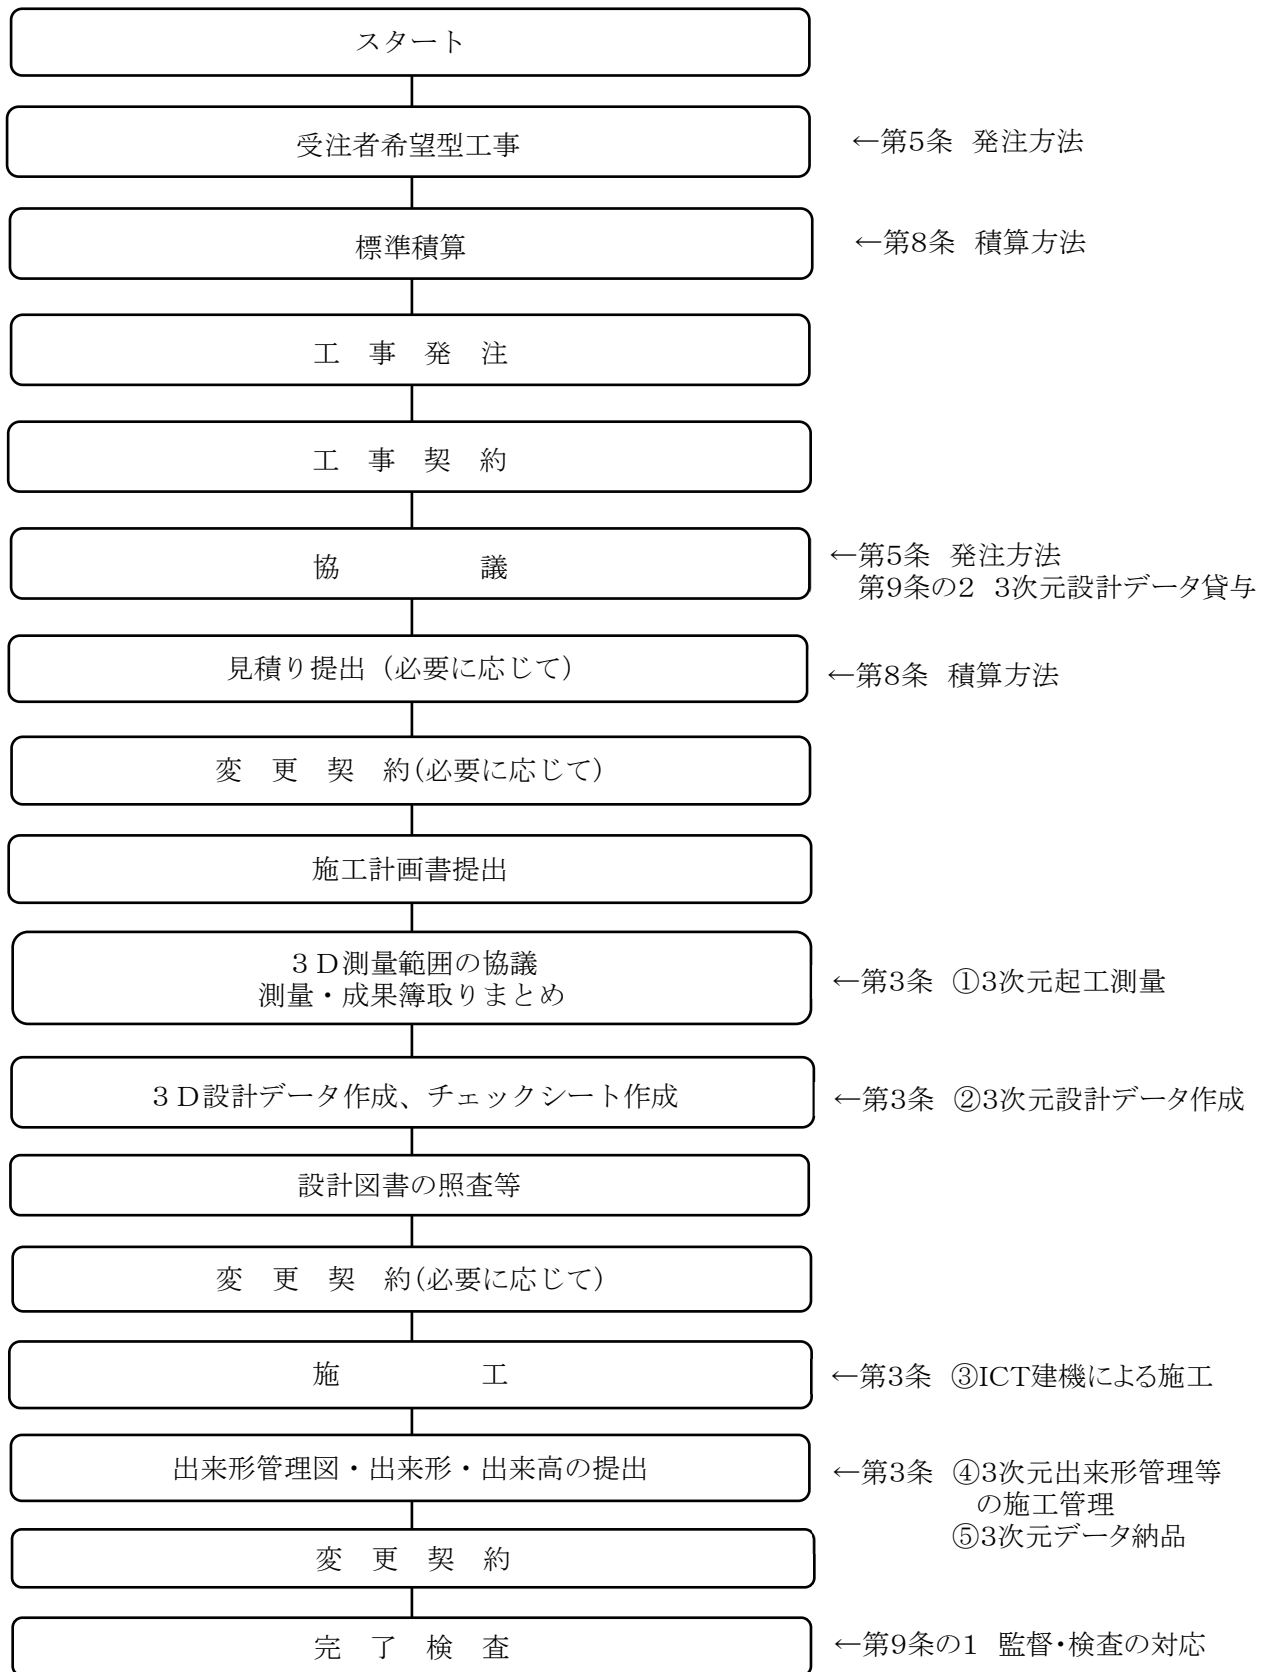 スタート
受注者希望型工事
←第5条 発注方法
標準積算
←第8条 積算方法
工 事 発 注
工 事 契 約
協 議
←第5条 発注方法
第9条の2 3次元設計データ貸与
見積り提出（必要に応じて）
←第8条 積算方法
変 更 契 約(必要に応じて)
施工計画書提出
３Ｄ測量範囲の協議
測量・成果簿取りまとめ
←第3条 ①3次元起工測量
３Ｄ設計データ作成、チェックシート作成
←第3条 ②3次元設計データ作成
設計図書の照査等
変 更 契 約(必要に応じて)
施 工
←第3条 ③ICT建機による施工
出来形管理図・出来形・出来高の提出
←第3条 ④3次元出来形管理等
の施工管理
⑤3次元データ納品
変 更 契 約
完 了 検 査
←第9条の1 監督・検査の対応